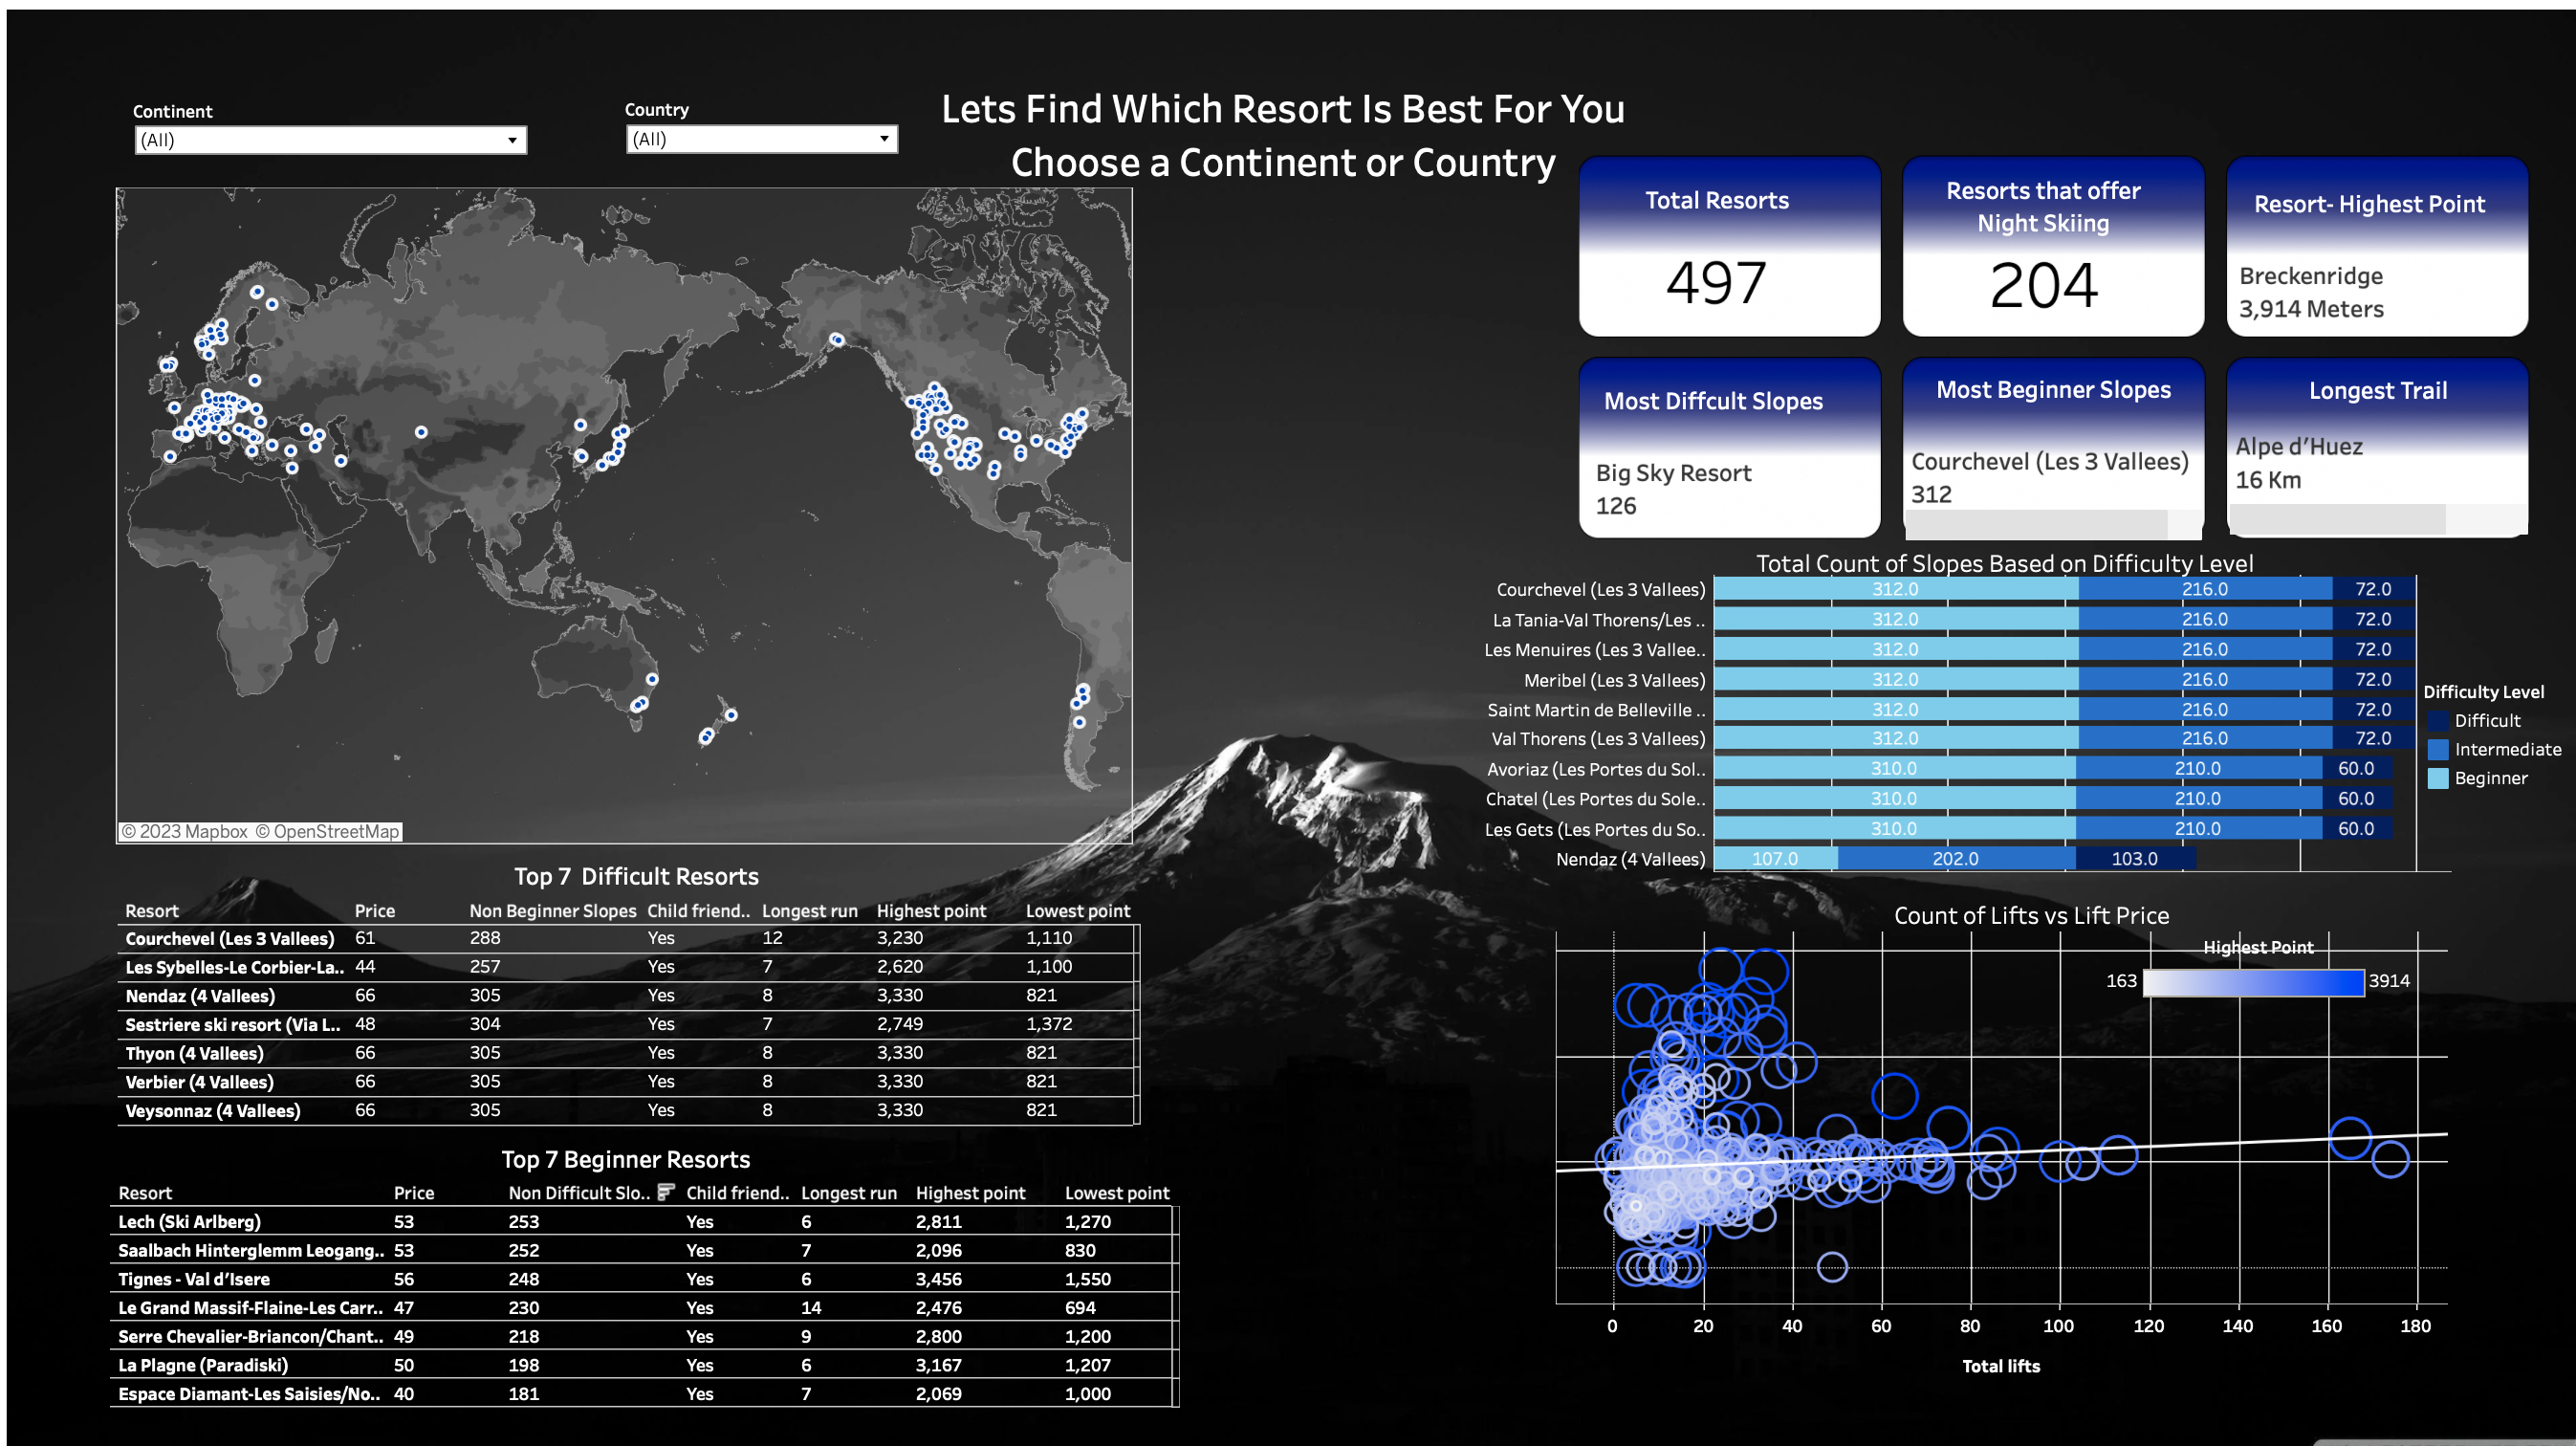 Continent
(All)
Country
(All)
Lets Find Which Resort Is Best For You
Choose a Continent or Country
Total Resorts
497
Resorts that offer
Night Skiing
204
Resort- Highest Point
Breckenridge
3,914 Meters
Most Diffcult Slopes
Big Sky Resort
126
Most Beginner Slopes
Courchevel (Les 3 Vallees)
312
Longest Trail
Alpe d'Huez
16 Km
© 2023 Mapbox © OpenStreetMap
Total Count of Slopes Based on Difficulty Level
Courchevel (Les 3 Vallees) 312.0 216.0 72.0
La Tania-Val Thorens/Les .. 312.0 216.0 72.0
Les Menuires (Les 3 Vallee.. 312.0 216.0 72.0
Meribel (Les 3 Vallees) 312.0 216.0 72.0
Saint Martin de Belleville .. 312.0 216.0 72.0
Val Thorens (Les 3 Vallees) 312.0 216.0 72.0
Avoriaz (Les Portes du Sol.. 310.0 210.0 60.0
Chatel (Les Portes du Sole.. 310.0 210.0 60.0
Les Gets (Les Portes du So.. 310.0 210.0 60.0
Nendaz (4 Vallees) 107.0 202.0 103.0
Difficulty Level
Difficult
Intermediate
Beginner
Top 7 Difficult Resorts
Resort Price Non Beginner Slopes Child friend.. Longest run Highest point Lowest point
Courchevel (Les 3 Vallees) 61 288 Yes 12 3,230 1,110
Les Sybelles-Le Corbier-La.. 44 257 Yes 7 2,620 1,100
Nendaz (4 Vallees) 66 305 Yes 8 3,330 821
Sestriere ski resort (Via L.. 48 304 Yes 7 2,749 1,372
Thyon (4 Vallees) 66 305 Yes 8 3,330 821
Verbier (4 Vallees) 66 305 Yes 8 3,330 821
Veysonnaz (4 Vallees) 66 305 Yes 8 3,330 821
Top 7 Beginner Resorts
Resort Price Non Difficult Slo.. Child friend.. Longest run Highest point Lowest point
Lech (Ski Arlberg) 53 253 Yes 6 2,811 1,270
Saalbach Hinterglemm Leogang.. 53 252 Yes 7 2,096 830
Tignes - Val d'Isere 56 248 Yes 6 3,456 1,550
Le Grand Massif-Flaine-Les Carr.. 47 230 Yes 14 2,476 694
Serre Chevalier-Briancon/Chant.. 49 218 Yes 9 2,800 1,200
La Plagne (Paradiski) 50 198 Yes 6 3,167 1,207
Espace Diamant-Les Saisies/No.. 40 181 Yes 7 2,069 1,000
Count of Lifts vs Lift Price
Highest Point
163 3914
0 20 40 60 80 100 120 140 160 180
Total lifts